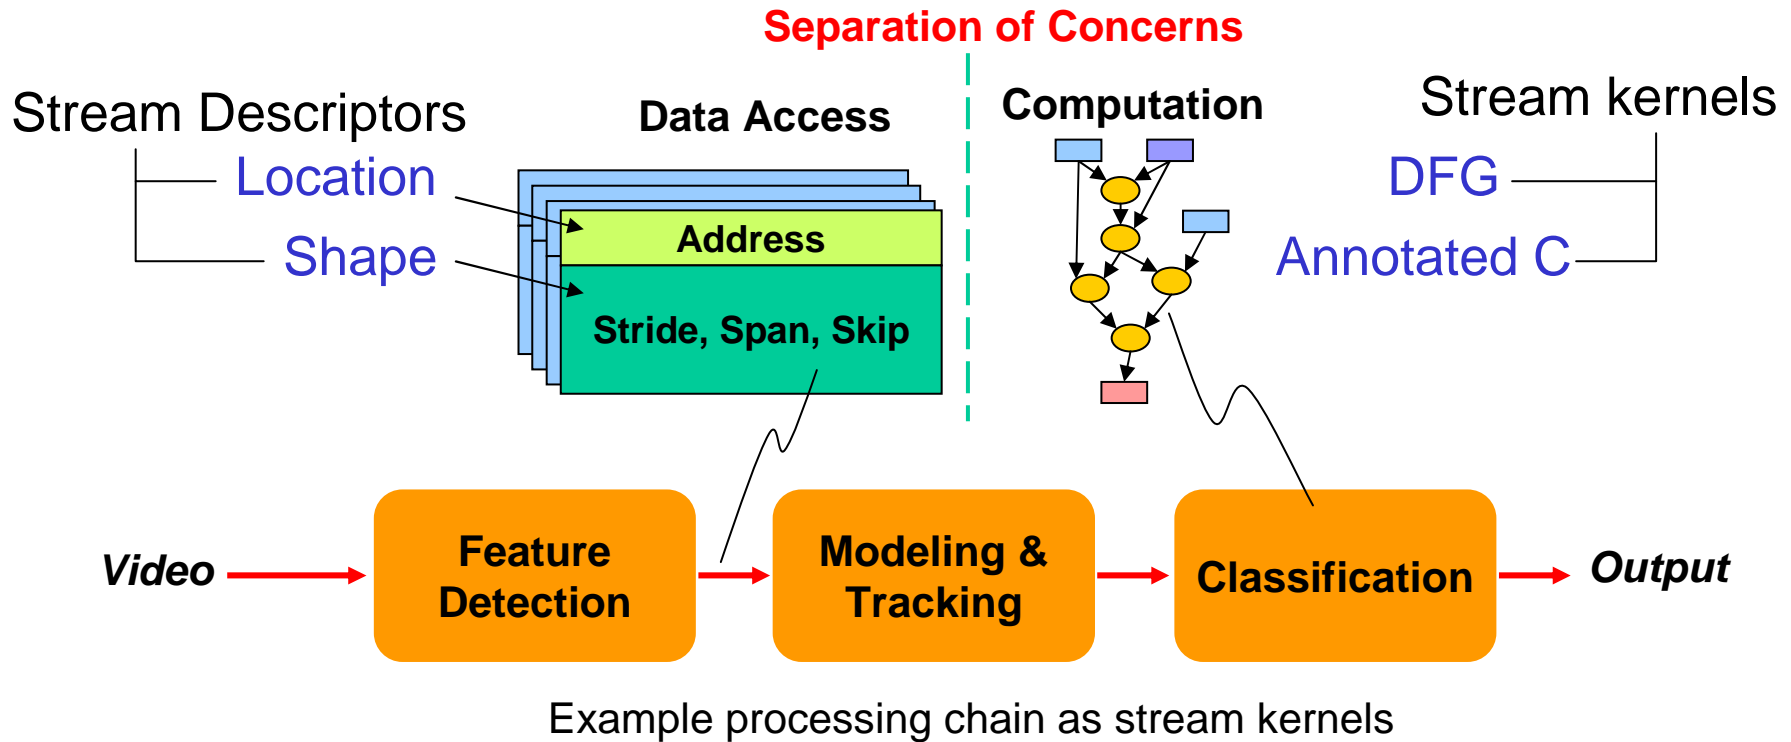 Separation of Concerns
Stream Descriptors
Location
Shape
Data Access
Address
Stride, Span, Skip
Computation
Stream kernels
DFG
Annotated C
Video
Feature
Detection
Modeling &
Tracking
Classification
Output
Example processing chain as stream kernels